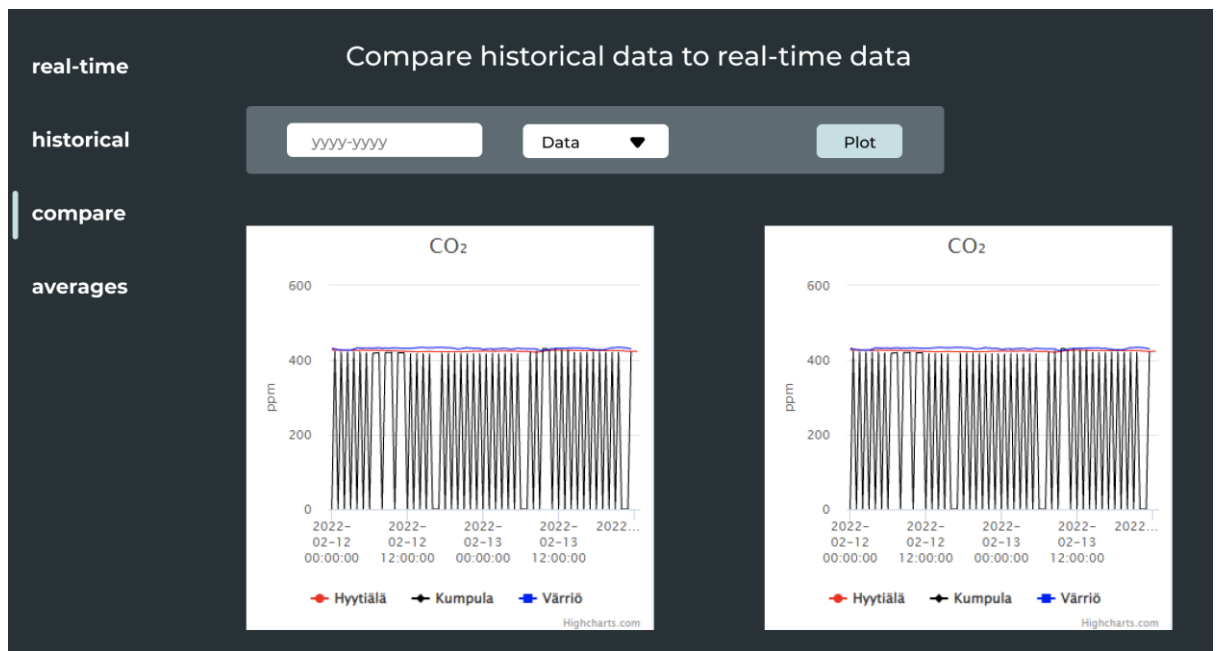 real-time
historical
compare
averages
Compare historical data to real-time data
yyyy-yyyy
Data
Plot
CO₂
600
400
200
0
ppm
2022-
02-12
00:00:00
2022-
02-12
12:00:00
2022-
02-13
00:00:00
2022-
02-13
12:00:00
2022...
Hyytiälä
Kumpula
Värriö
Highcharts.com
CO₂
600
400
200
0
ppm
2022-
02-12
00:00:00
2022-
02-12
12:00:00
2022-
02-13
00:00:00
2022-
02-13
12:00:00
2022...
Hyytiälä
Kumpula
Värriö
Highcharts.com